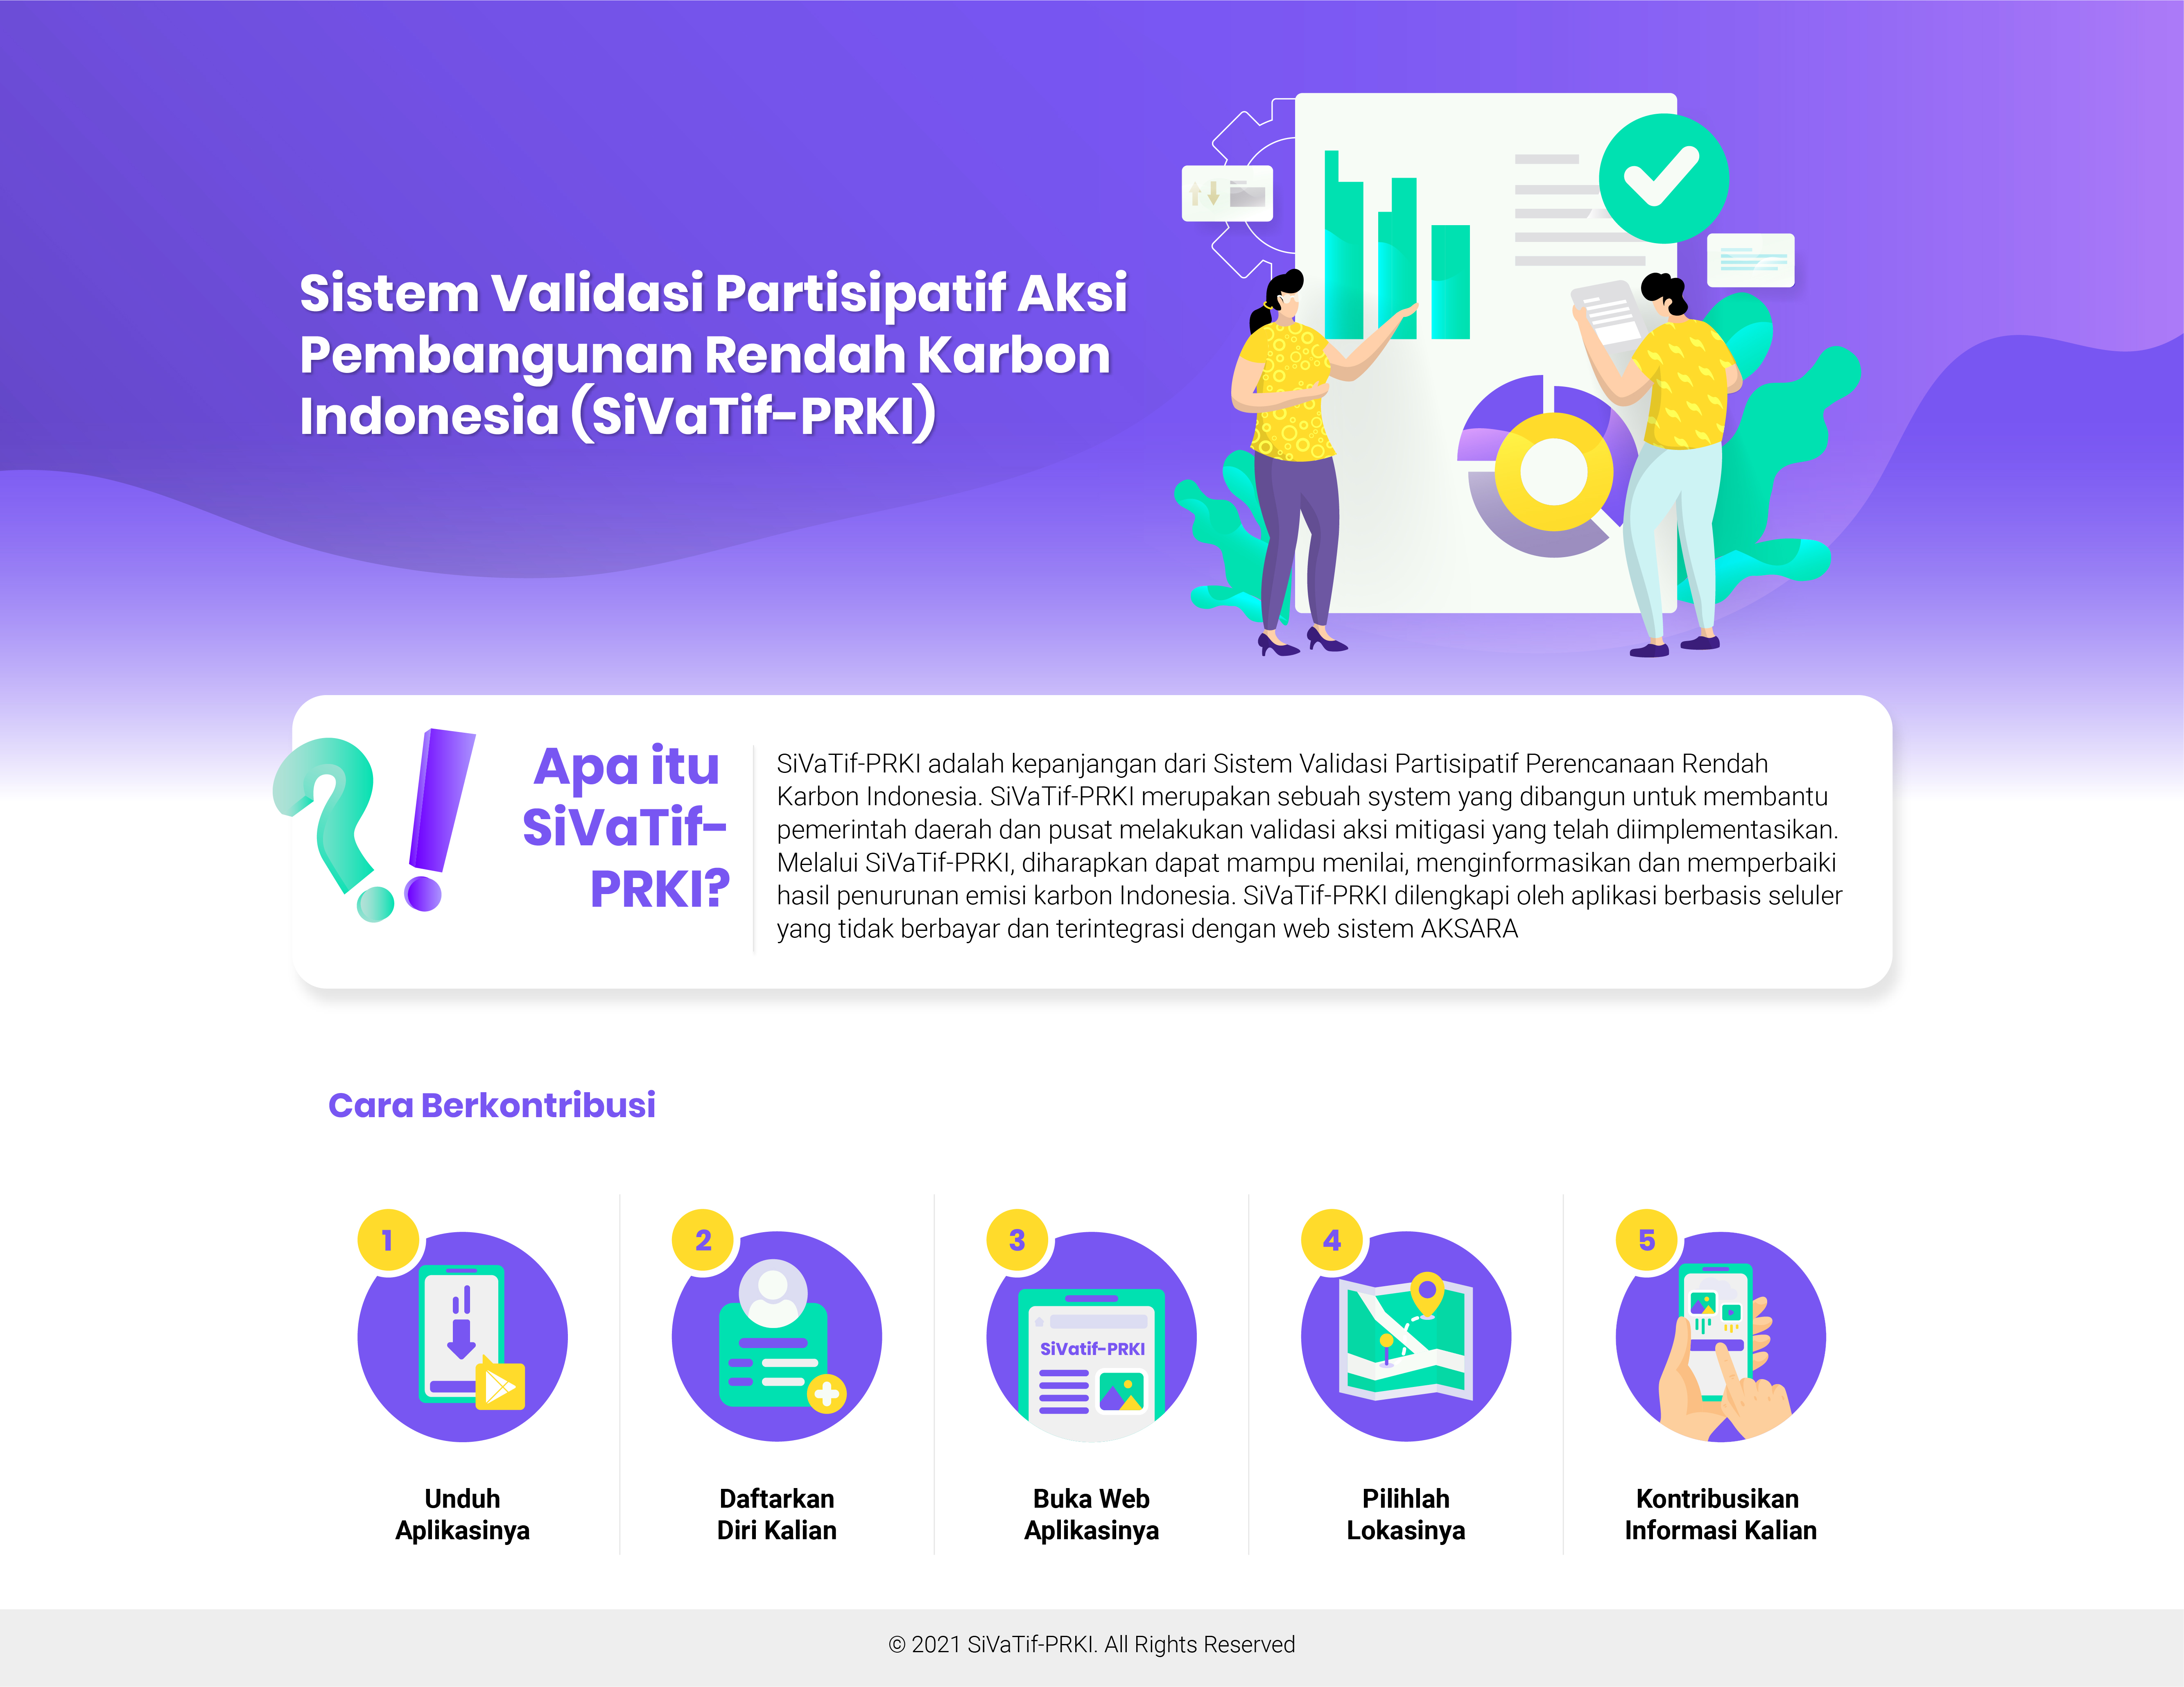 Sistem Validasi Partisipatif Aksi
Pembangunan Rendah Karbon
Indonesia (SiVaTif-PRKI)
Apa itu
SiVaTif-
PRKI?
SiVaTif-PRKI adalah kepanjangan dari Sistem Validasi Partisipatif Perencanaan Rendah
Karbon Indonesia. SiVaTif-PRKI merupakan sebuah system yang dibangun untuk membantu
pemerintah daerah dan pusat melakukan validasi aksi mitigasi yang telah diimplementasikan.
Melalui SiVaTif-PRKI, diharapkan dapat mampu menilai, menginformasikan dan memperbaiki
hasil penurunan emisi karbon Indonesia. SiVaTif-PRKI dilengkapi oleh aplikasi berbasis seluler
yang tidak berbayar dan terintegrasi dengan web sistem AKSARA
Cara Berkontribusi
1
Unduh
Aplikasinya
2
Daftarkan
Diri Kalian
3
SiVatif-PRKI
Buka Web
Aplikasinya
4
Pilihlah
Lokasinya
5
Kontribusikan
Informasi Kalian
© 2021 SiVaTif-PRKI. All Rights Reserved